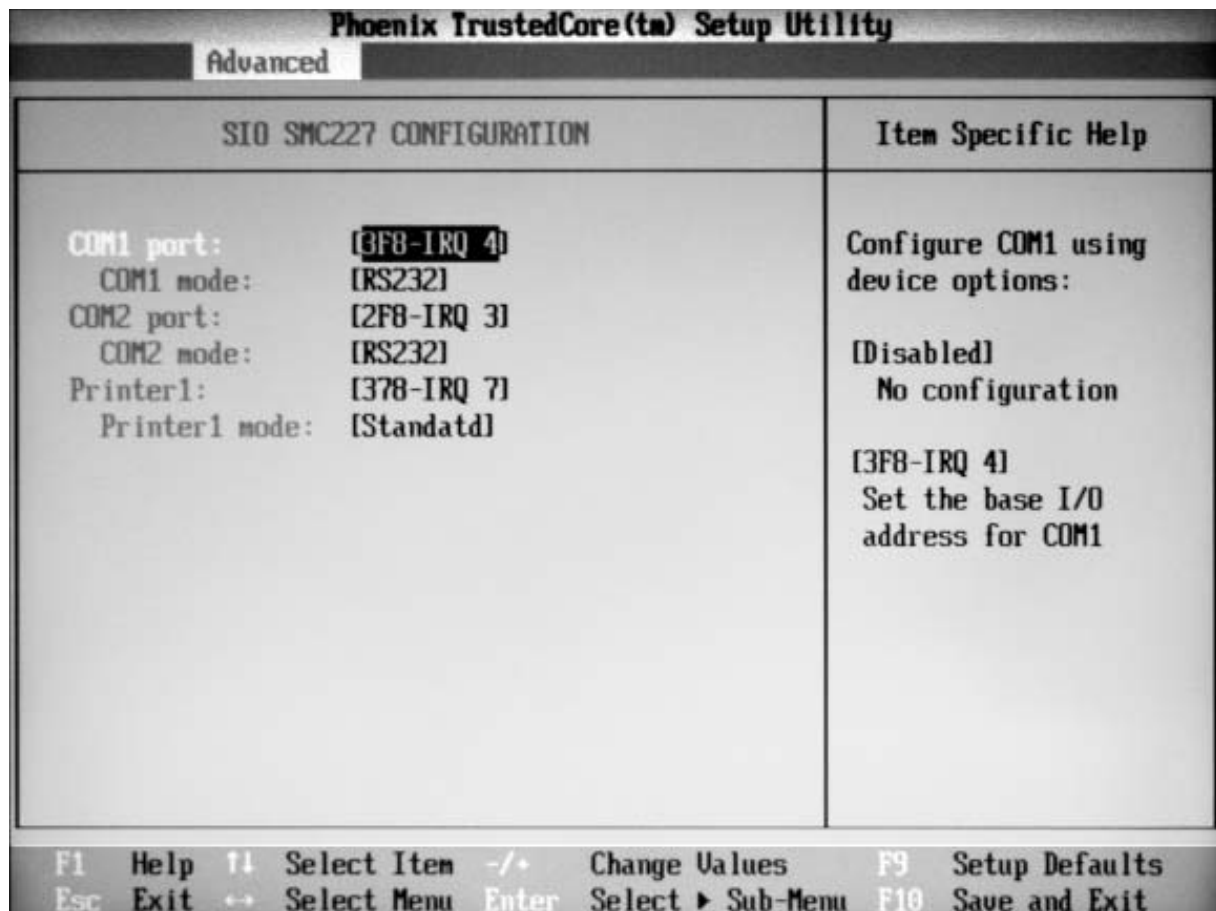 Phoenix TrustedCore(tm) Setup Utility
Advanced
SIO SMC227 CONFIGURATION
Item Specific Help
COM1 port: [3F8-IRQ 4]
COM1 mode: [RS232]
COM2 port: [2F8-IRQ 3]
COM2 mode: [RS232]
Printer1: [378-IRQ 7]
Printer1 mode: [Standatd]
Configure COM1 using
device options:
[Disabled]
No configuration
[3F8-IRQ 4]
Set the base I/O
address for COM1
F1 Help ↑↓ Select Item -/+ Change Values F9 Setup Defaults
Esc Exit ↔ Select Menu Enter Select ▶ Sub-Menu F10 Save and Exit